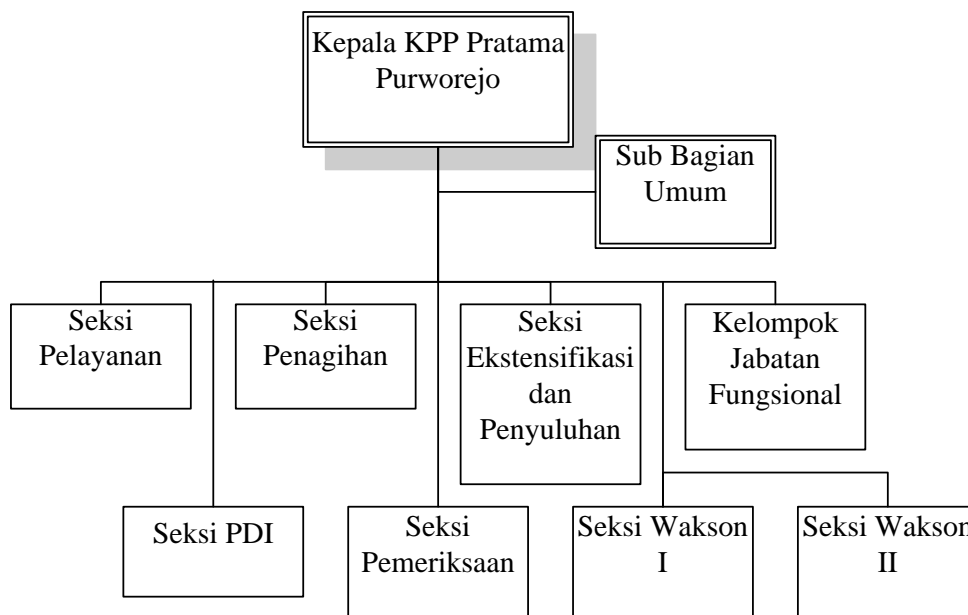 Kepala KPP Pratama
Purworejo
Sub Bagian
Umum
Seksi
Pelayanan
Seksi
Penagihan
Seksi
Ekstensifikasi
dan
Penyuluhan
Kelompok
Jabatan
Fungsional
Seksi PDI
Seksi
Pemeriksaan
Seksi Wakson
I
Seksi Wakson
II